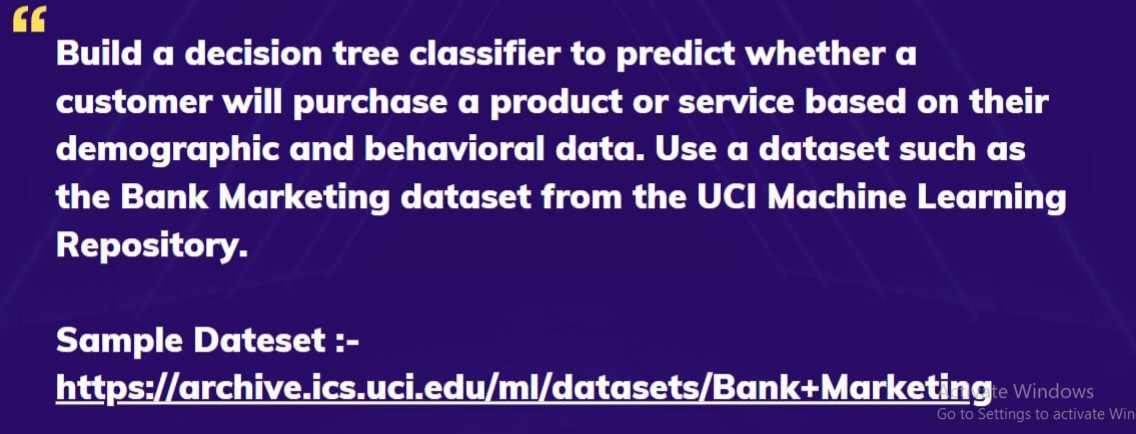 “
Build a decision tree classifier to predict whether a
customer will purchase a product or service based on their
demographic and behavioral data. Use a dataset such as
the Bank Marketing dataset from the UCI Machine Learning
Repository.
Sample Dateset :-
https://archive.ics.uci.edu/ml/datasets/Bank+Marketing
Activate Windows
Go to Settings to activate Win